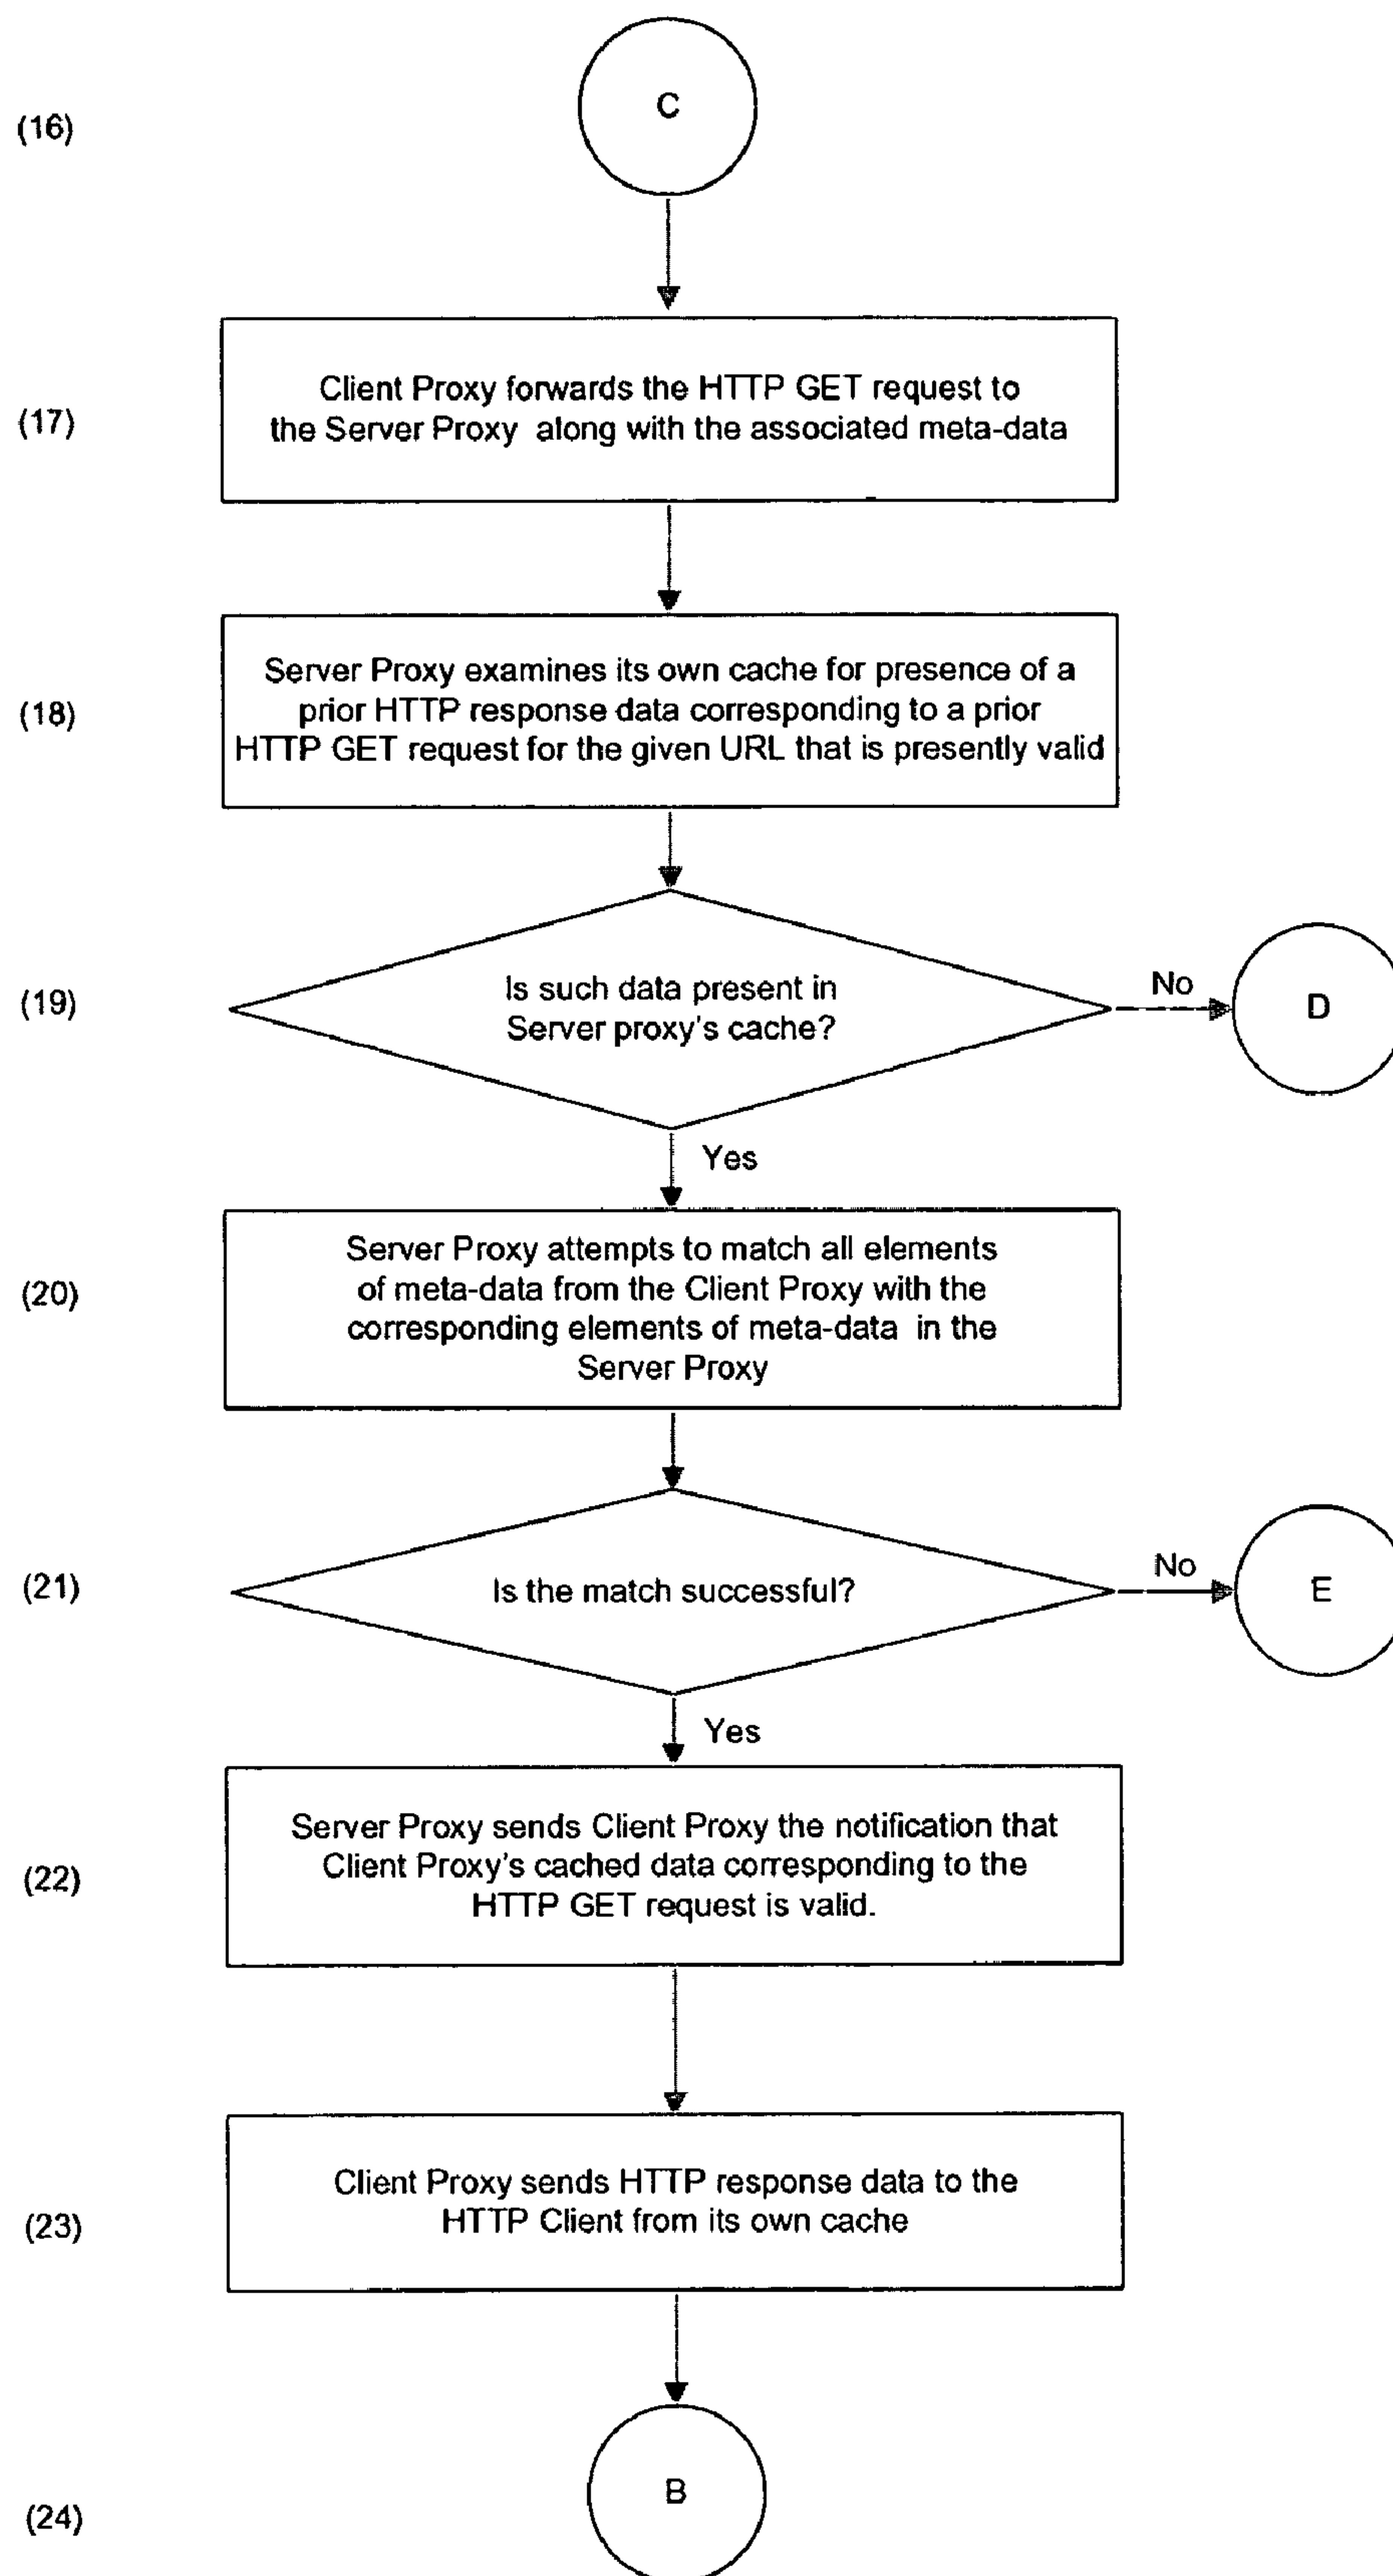 (16)
C
(17)
Client Proxy forwards the HTTP GET request to
the Server Proxy along with the associated meta-data
(18)
Server Proxy examines its own cache for presence of a
prior HTTP response data corresponding to a prior
HTTP GET request for the given URL that is presently valid
(19)
Is such data present in
Server proxy's cache?
No
D
Yes
(20)
Server Proxy attempts to match all elements
of meta-data from the Client Proxy with the
corresponding elements of meta-data in the
Server Proxy
(21)
Is the match successful?
No
E
Yes
(22)
Server Proxy sends Client Proxy the notification that
Client Proxy's cached data corresponding to the
HTTP GET request is valid.
(23)
Client Proxy sends HTTP response data to the
HTTP Client from its own cache
(24)
B